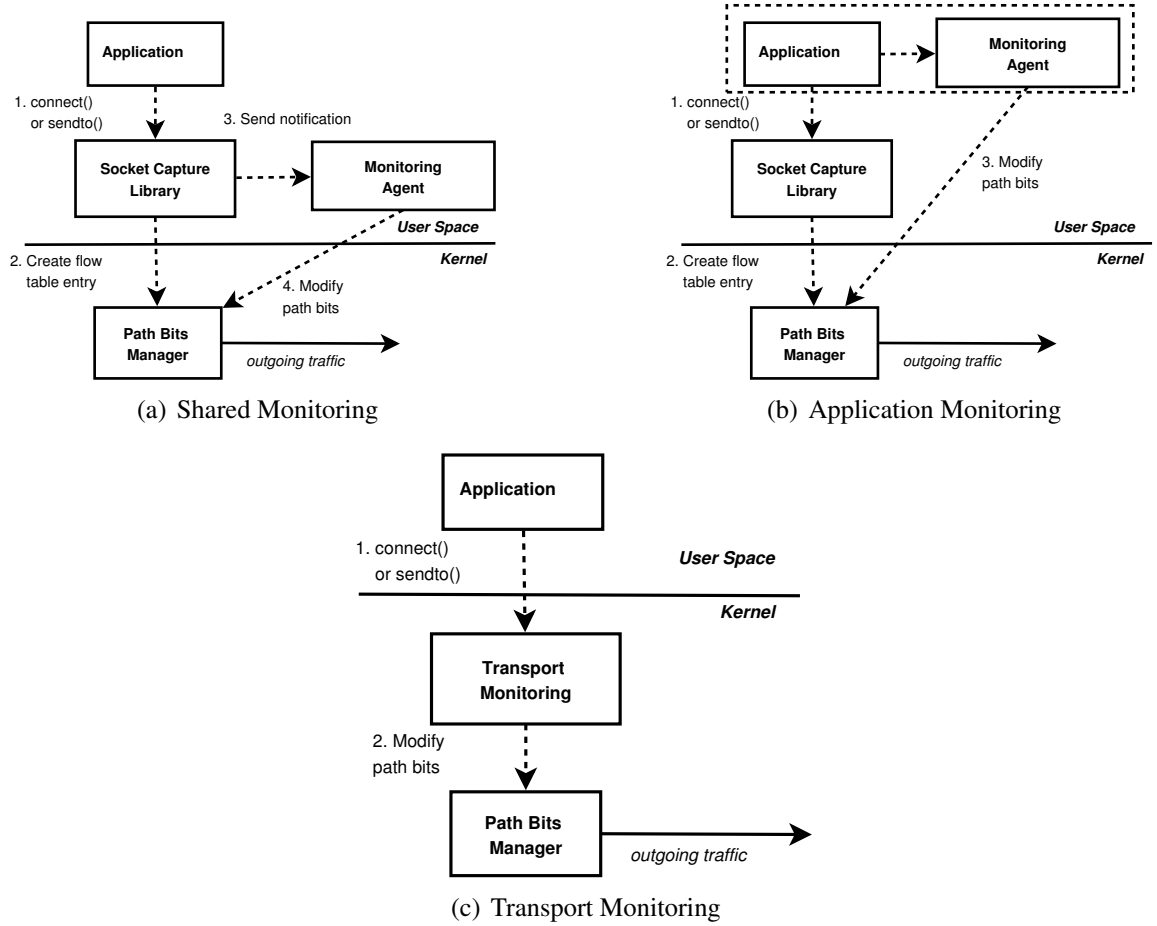 Application
1. connect()
or sendto()
3. Send notification
Socket Capture
Library
Monitoring
Agent
User Space
Kernel
2. Create flow
table entry
4. Modify
path bits
Path Bits
Manager
outgoing traffic
(a) Shared Monitoring
Application
Monitoring
Agent
1. connect()
or sendto()
Socket Capture
Library
3. Modify
path bits
User Space
Kernel
2. Create flow
table entry
Path Bits
Manager
outgoing traffic
(b) Application Monitoring
Application
1. connect()
or sendto()
User Space
Kernel
Transport
Monitoring
2. Modify
path bits
Path Bits
Manager
outgoing traffic
(c) Transport Monitoring